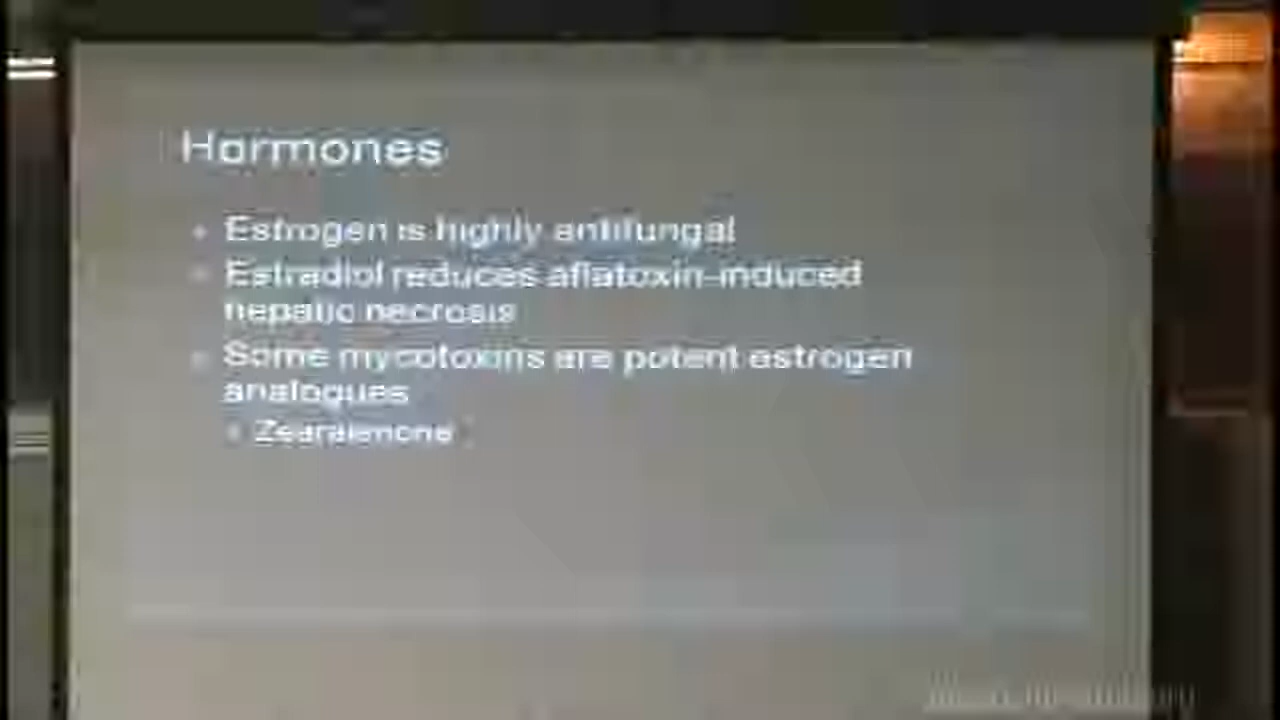 Hormones
Estrogen is highly antifungal
Estradiol reduces aflatoxin-induced
hepatic necrosis
Some mycotoxins are potent estrogen
analogues
Zearalenone